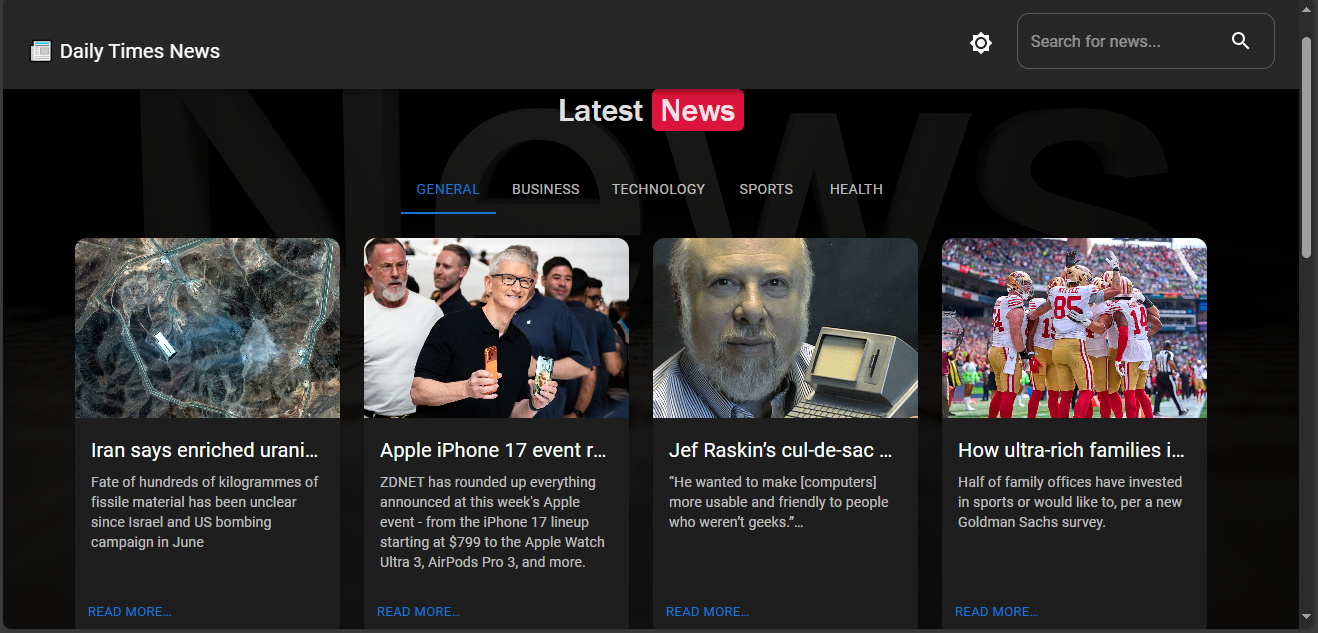 Daily Times News
Search for news...
News
Latest News
GENERAL
BUSINESS
TECHNOLOGY
SPORTS
HEALTH
Iran says enriched urani...
Fate of hundreds of kilogrammes of
fissile material has been unclear
since Israel and US bombing
campaign in June
READ MORE...
Apple iPhone 17 event r...
ZDNET has rounded up everything
announced at this week's Apple
event - from the iPhone 17 lineup
starting at $799 to the Apple Watch
Ultra 3, AirPods Pro 3, and more.
READ MORE...
Jef Raskin’s cul-de-sac ...
“He wanted to make [computers]
more usable and friendly to people
who weren’t geeks.”…
READ MORE...
KITTLE
85
14
How ultra-rich families i...
Half of family offices have invested
in sports or would like to, per a new
Goldman Sachs survey.
READ MORE...